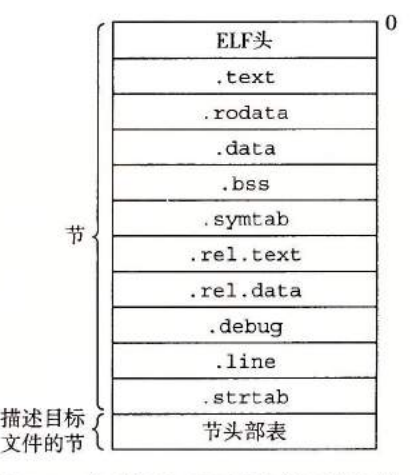 0
ELF头
.text
.rodata
.data
.bss
.symtab
节
.rel.text
.rel.data
.debug
.line
.strtab
描述目标
文件的节
节头部表